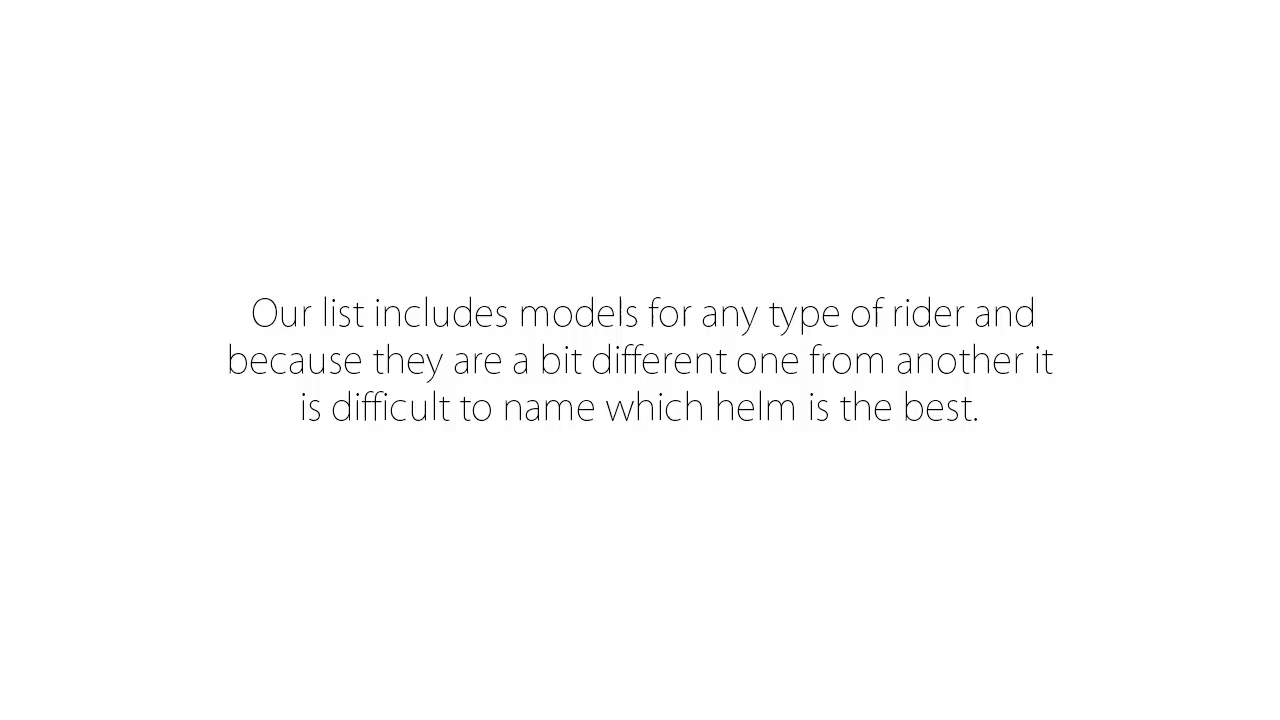 Our list includes models for any type of rider and
because they are a bit different one from another it
is difficult to name which helm is the best.